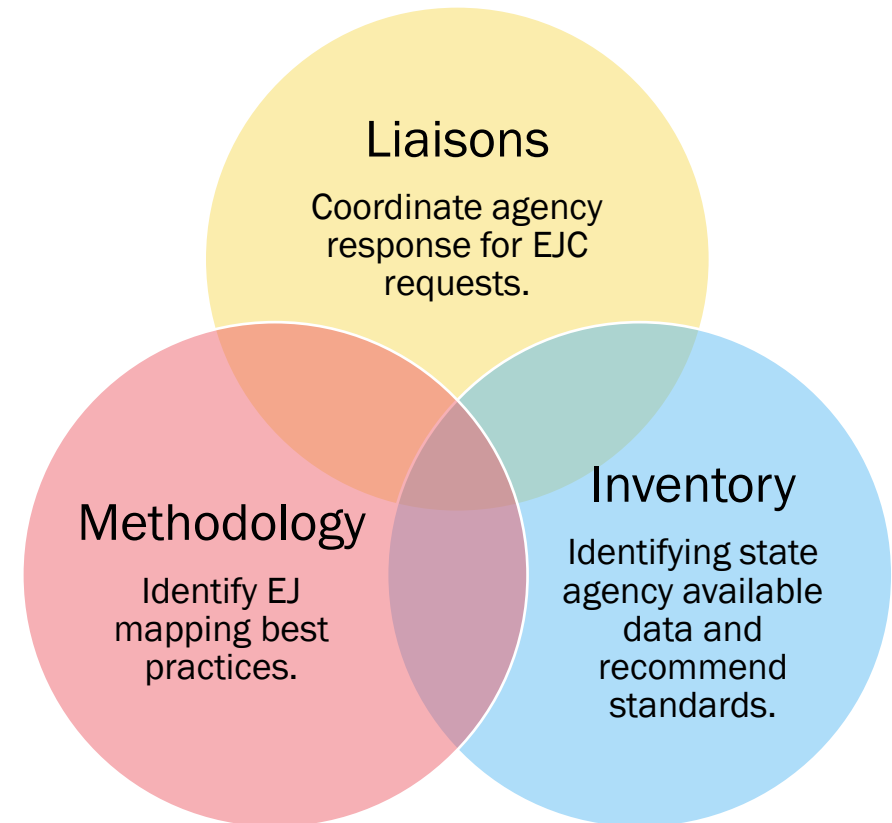 Liaisons
Coordinate agency
response for EJC
requests.
Methodology
Identify EJ
mapping best
practices.
Inventory
Identifying state
agency available
data and
recommend
standards.